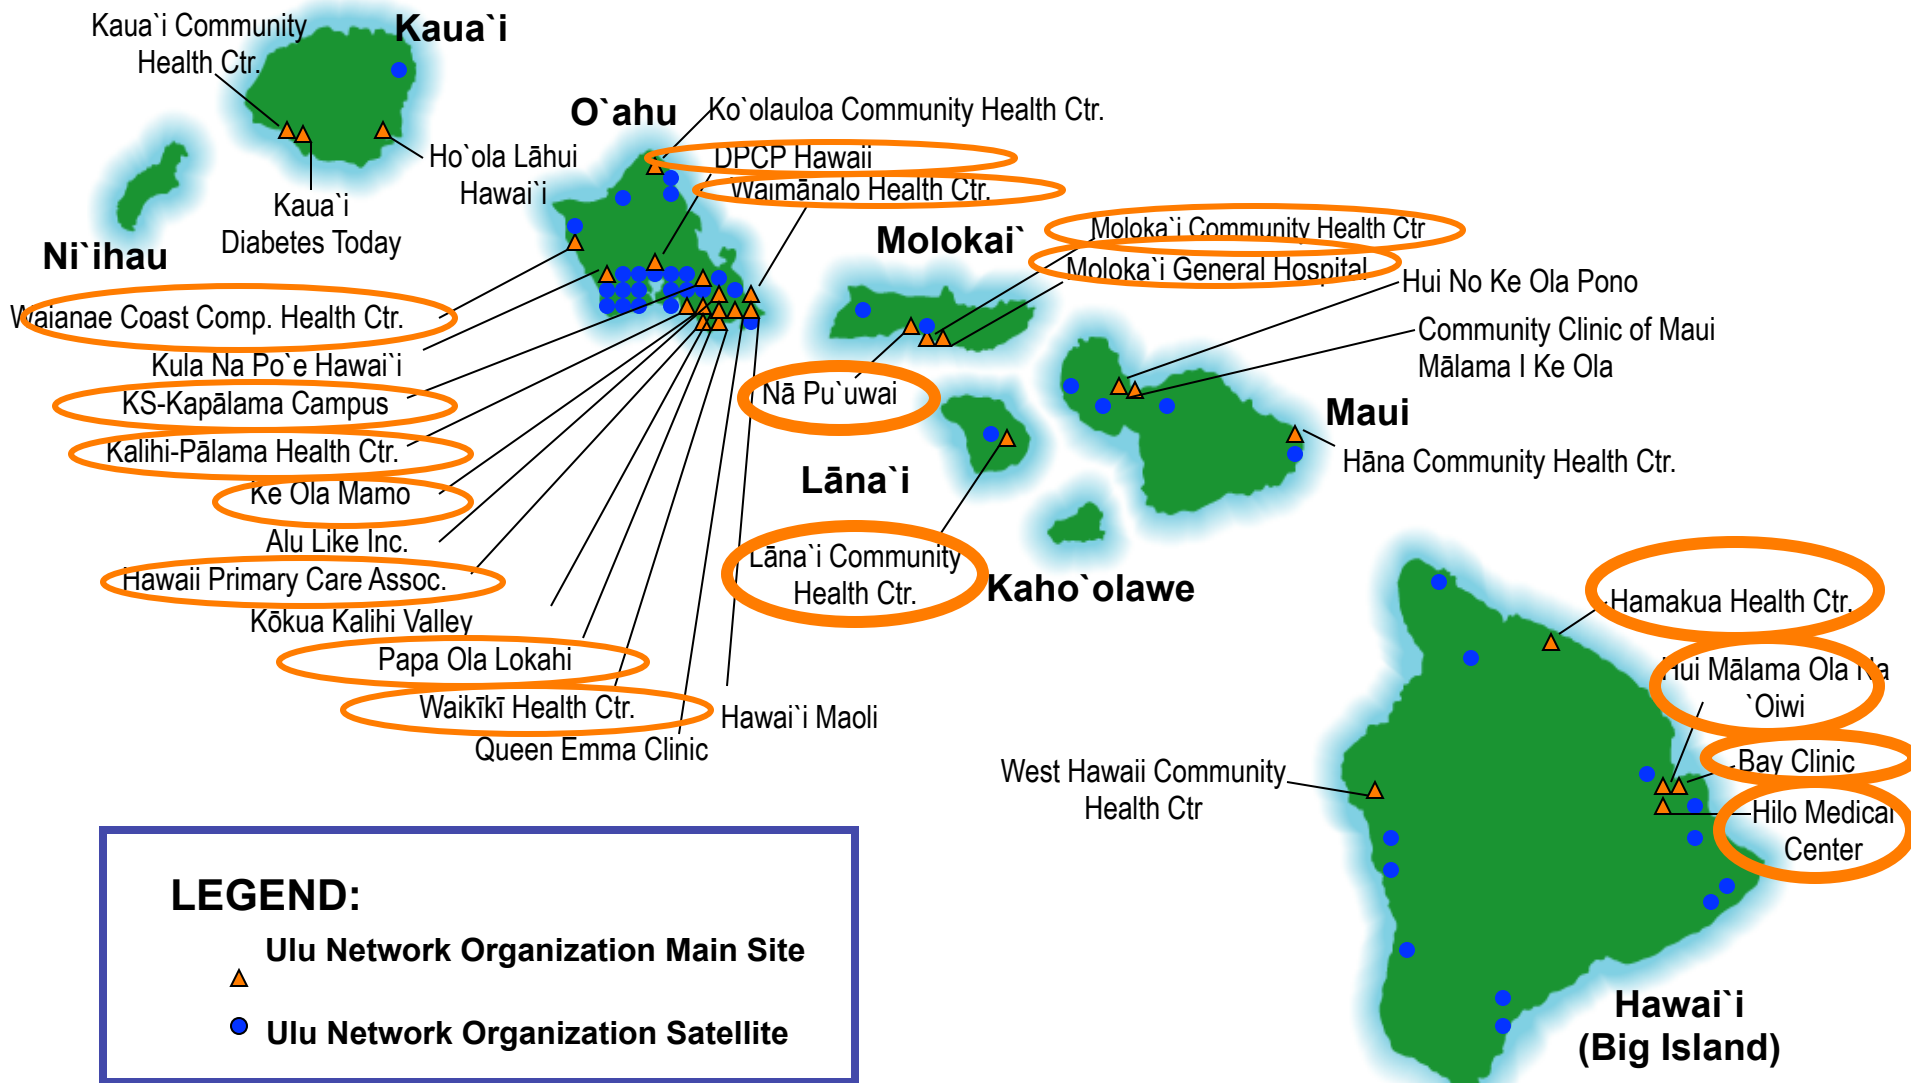 Kaua`i Community
Health Ctr.
Kaua`i
O`ahu
Ko`olauloa Community Health Ctr.
DPCP Hawaii
Waimānalo Health Ctr.
Ho`ola Lāhui
Hawai`i
Kaua`i
Diabetes Today
Ni`ihau
Molokai`
Moloka`i Community Health Ctr
Moloka`i General Hospital
Hui No Ke Ola Pono
Community Clinic of Maui
Mālama I Ke Ola
Waianae Coast Comp. Health Ctr.
Kula Na Po`e Hawai`i
KS-Kapālama Campus
Kalihi-Pālama Health Ctr.
Ke Ola Mamo
Alu Like Inc.
Hawaii Primary Care Assoc.
Kōkua Kalihi Valley
Papa Ola Lokahi
Waikīkī Health Ctr.
Queen Emma Clinic
Hawai`i Maoli
Nā Pu`uwai
Maui
Hāna Community Health Ctr.
Lāna`i
Lāna`i Community
Health Ctr.
Kaho`olawe
Hamakua Health Ctr.
Hui Mālama Ola Na
`Oiwi
Bay Clinic
Hilo Medical
Center
West Hawaii Community
Health Ctr
Hawai`i
(Big Island)
LEGEND:
Ulu Network Organization Main Site
Ulu Network Organization Satellite